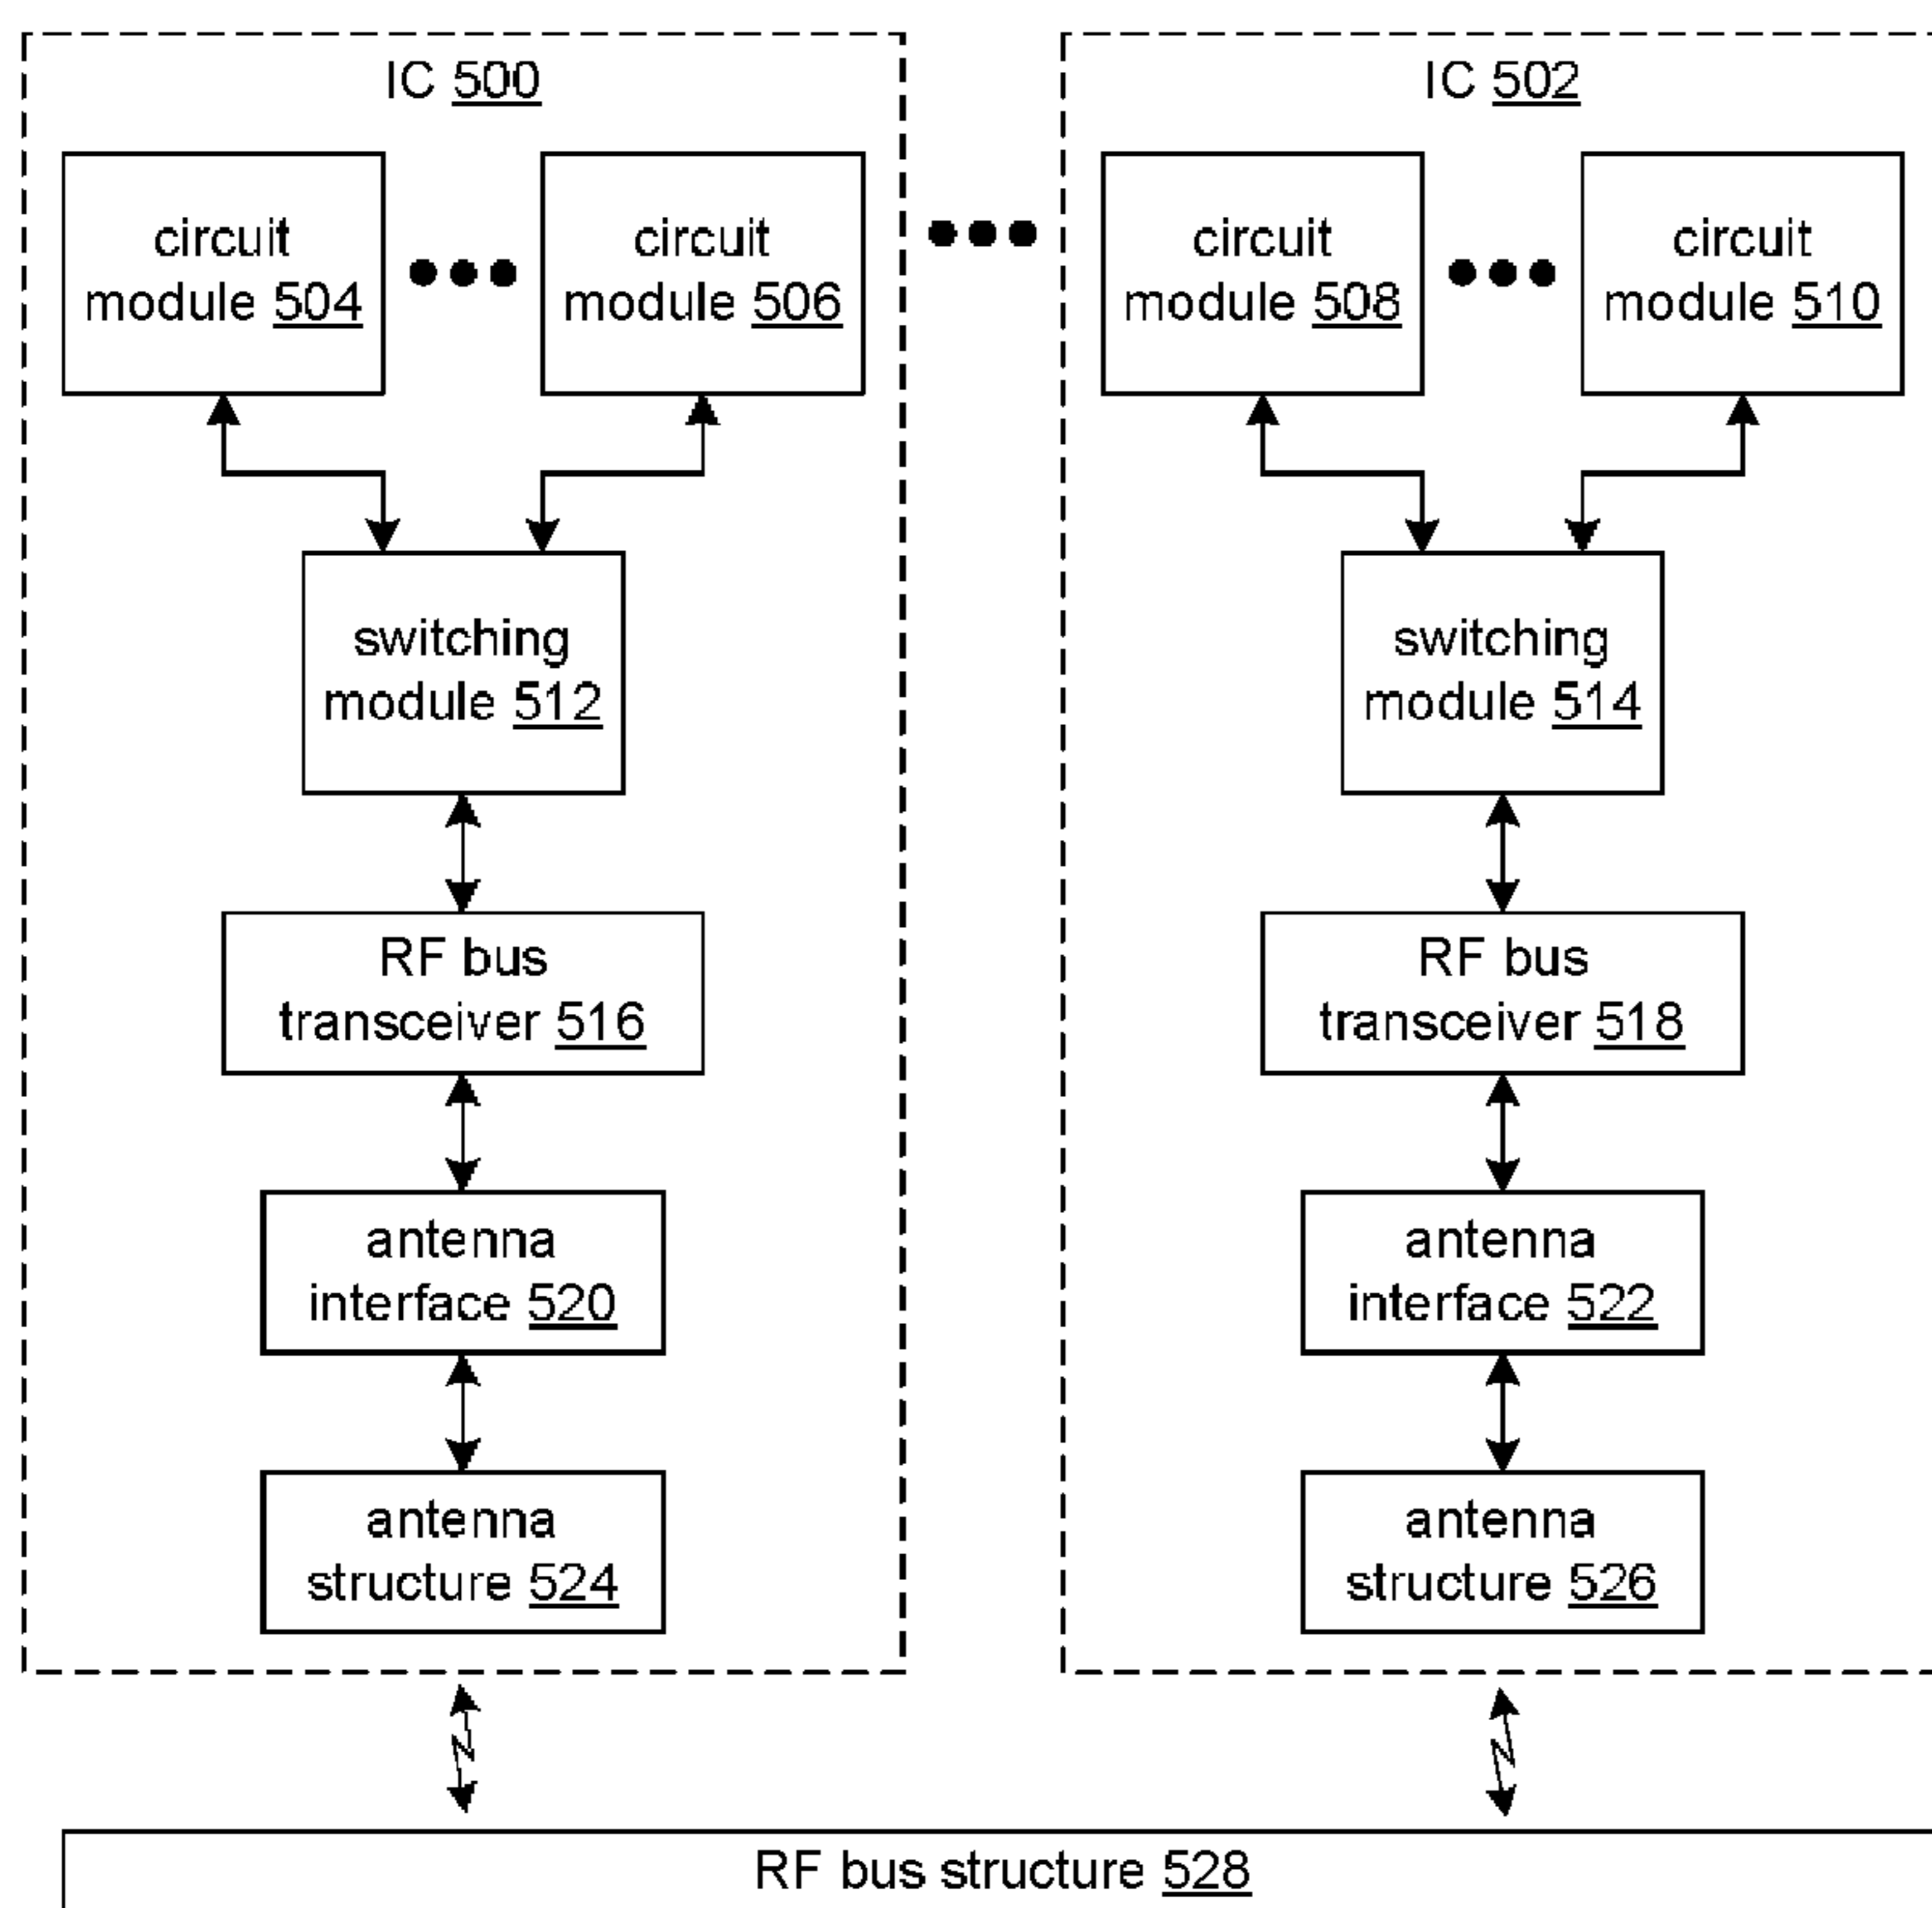 IC 500
circuit
module 504
circuit
module 506
switching
module 512
RF bus
transceiver 516
antenna
interface 520
antenna
structure 524
IC 502
circuit
module 508
circuit
module 510
switching
module 514
RF bus
transceiver 518
antenna
interface 522
antenna
structure 526
RF bus structure 528